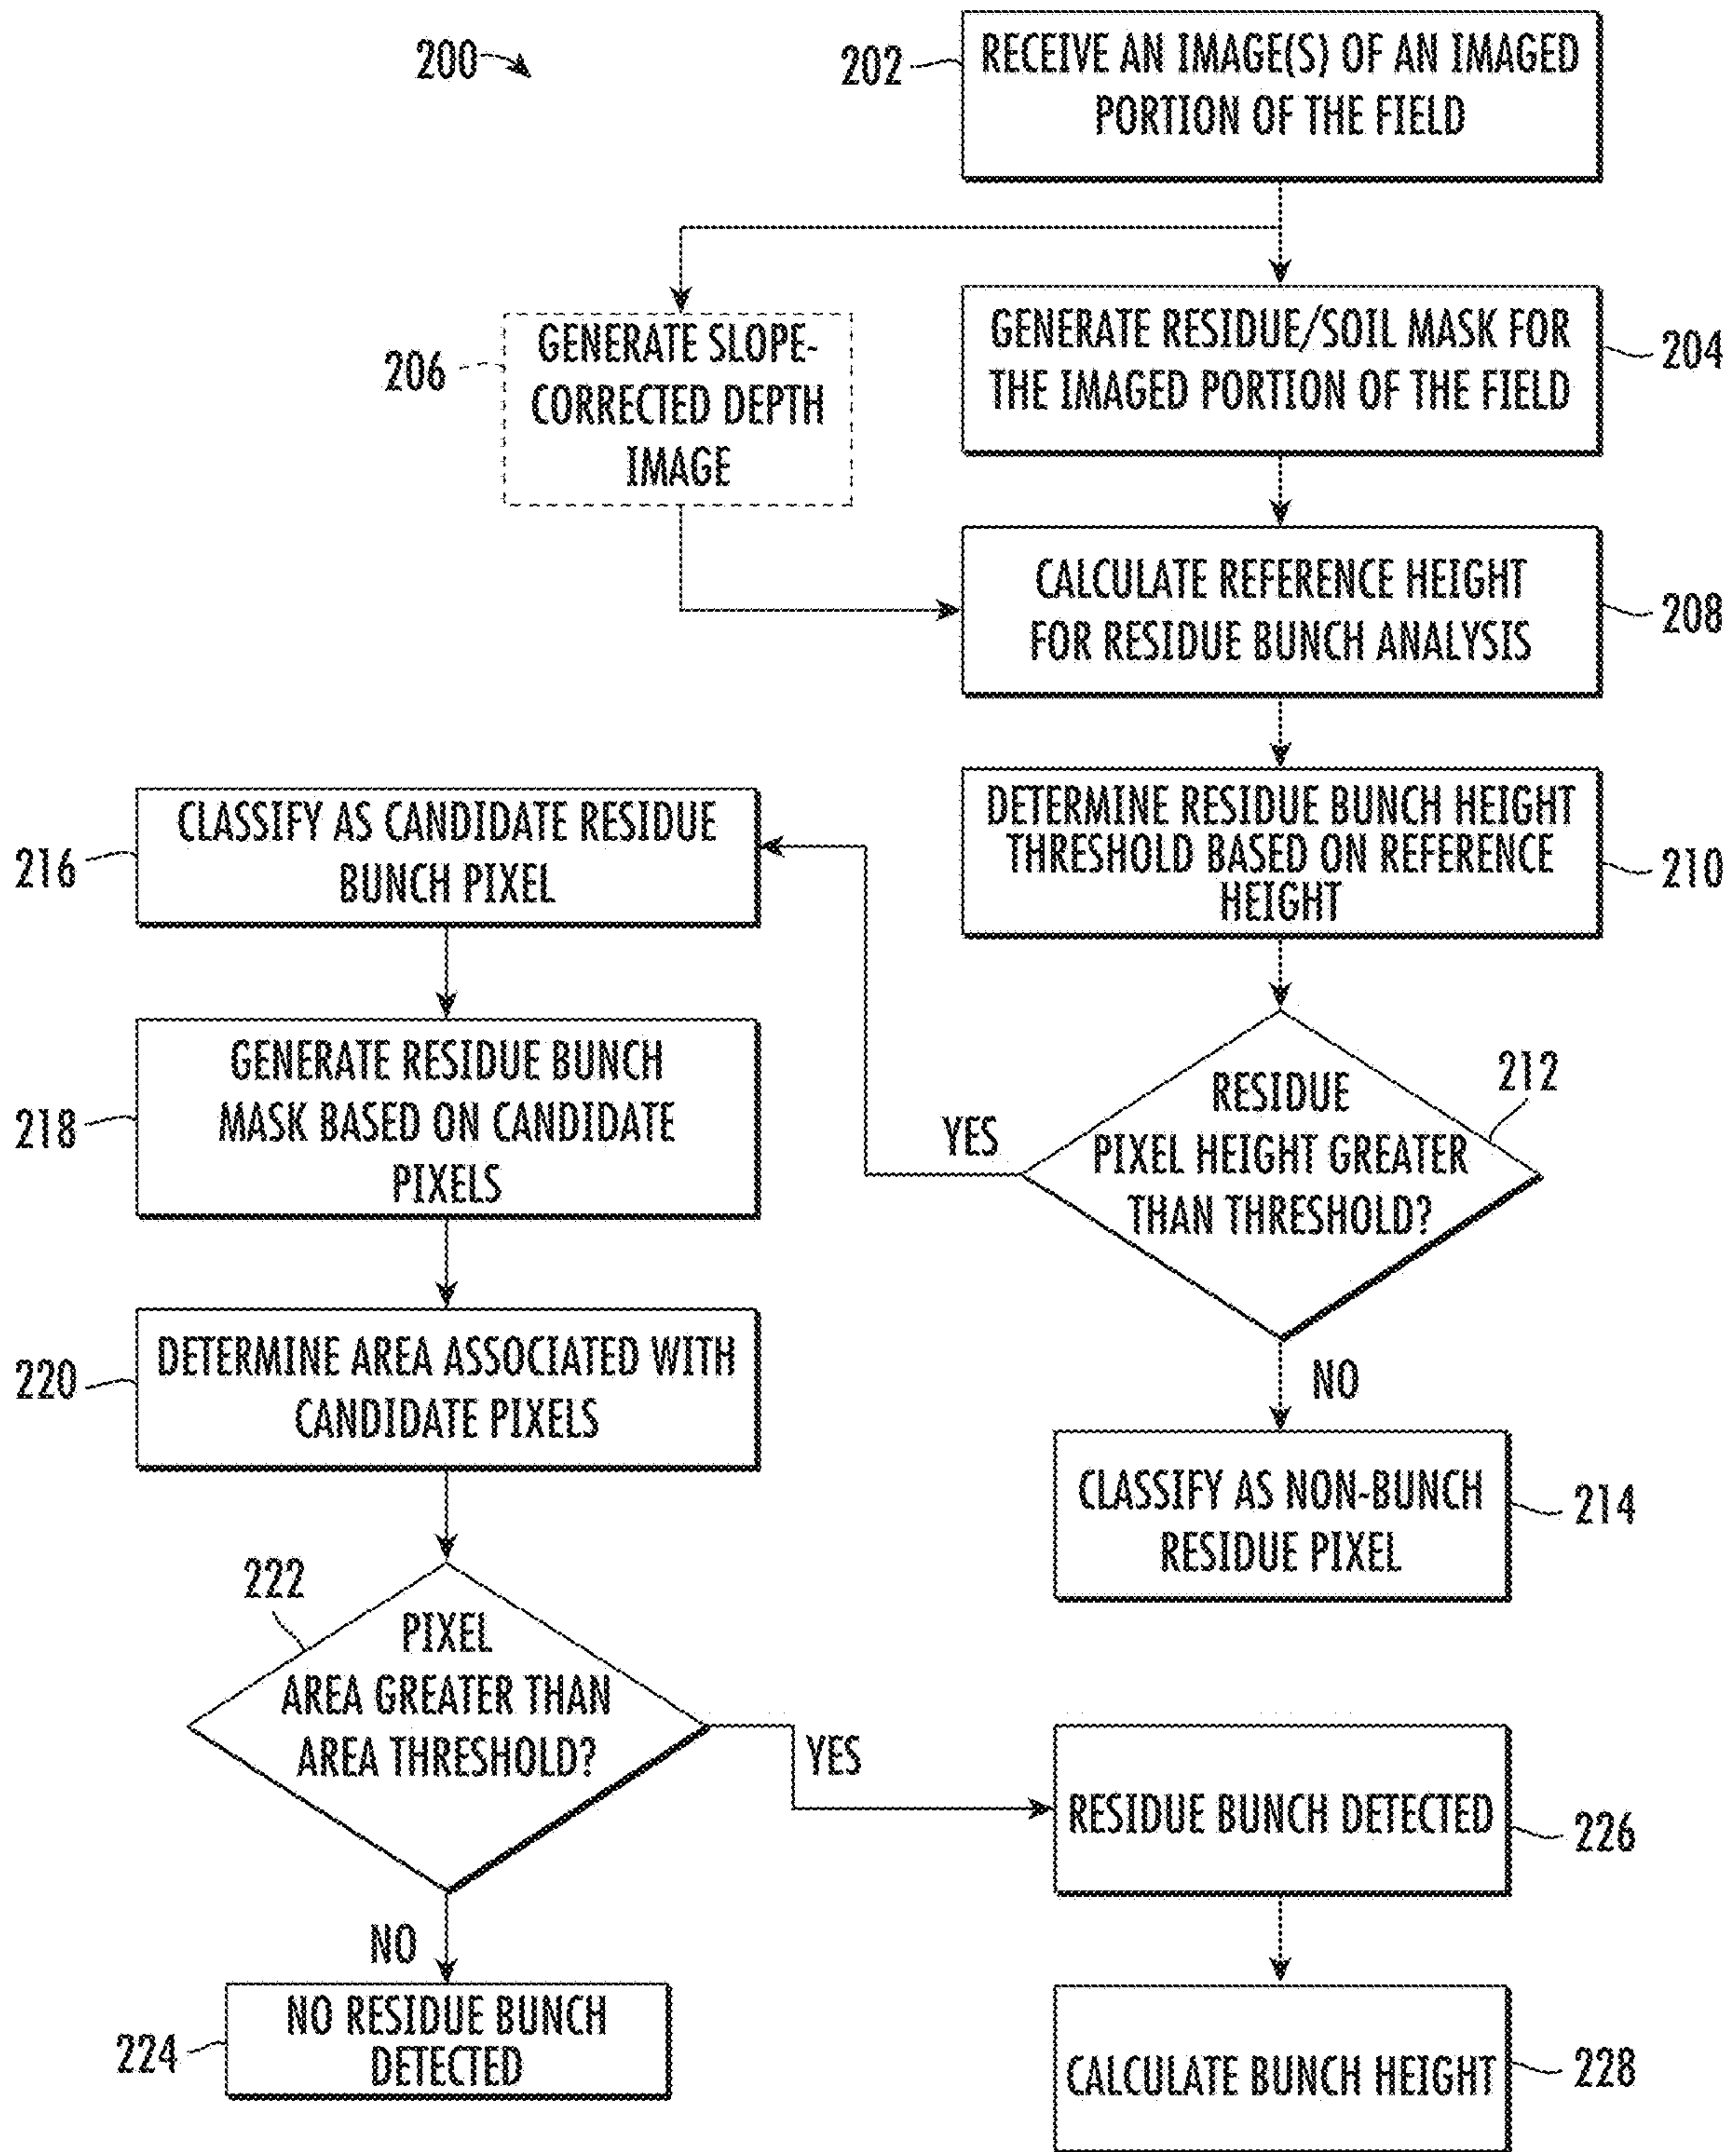 200
202
RECEIVE AN IMAGE(S) OF AN IMAGED
PORTION OF THE FIELD
206
GENERATE SLOPE-
CORRECTED DEPTH
IMAGE
GENERATE RESIDUE/SOIL MASK FOR
THE IMAGED PORTION OF THE FIELD
204
CALCULATE REFERENCE HEIGHT
FOR RESIDUE BUNCH ANALYSIS
208
DETERMINE RESIDUE BUNCH HEIGHT
THRESHOLD BASED ON REFERENCE
HEIGHT
210
RESIDUE
PIXEL HEIGHT GREATER
THAN THRESHOLD?
212
YES
NO
CLASSIFY AS NON-BUNCH
RESIDUE PIXEL
214
216
CLASSIFY AS CANDIDATE RESIDUE
BUNCH PIXEL
218
GENERATE RESIDUE BUNCH
MASK BASED ON CANDIDATE
PIXELS
220
DETERMINE AREA ASSOCIATED WITH
CANDIDATE PIXELS
222
PIXEL
AREA GREATER THAN
AREA THRESHOLD?
YES
NO
224
NO RESIDUE BUNCH
DETECTED
RESIDUE BUNCH DETECTED
226
CALCULATE BUNCH HEIGHT
228